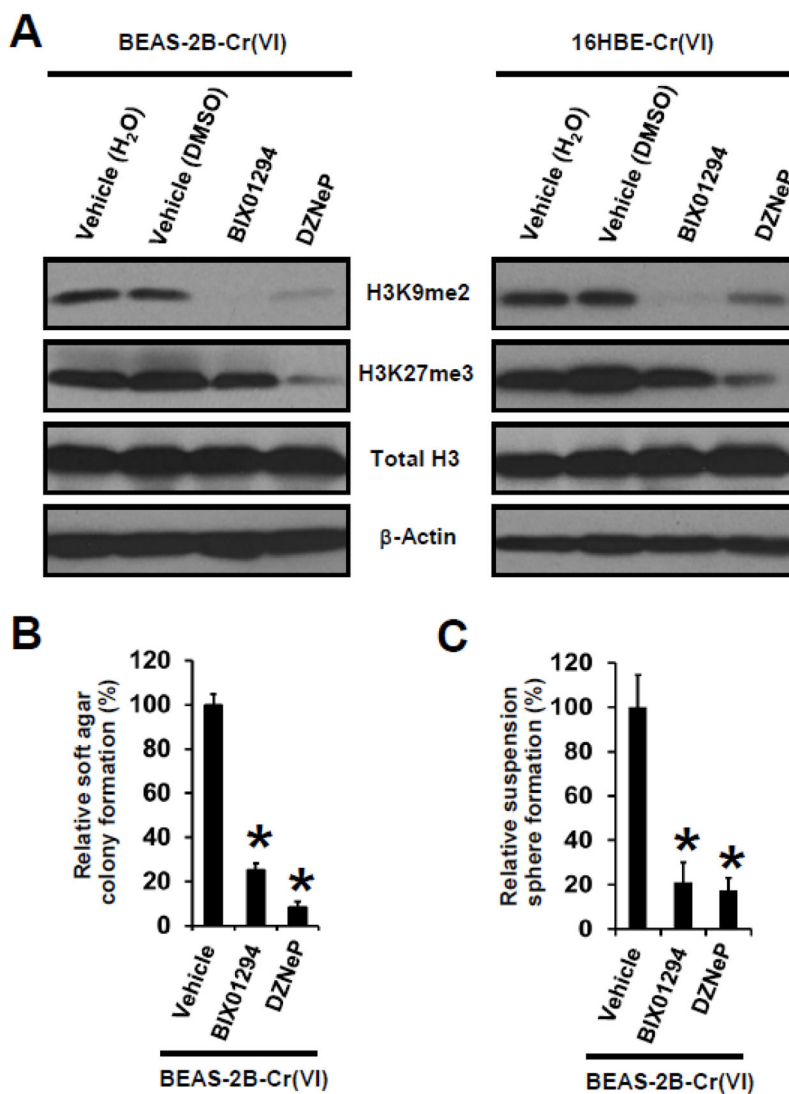 A
BEAS-2B-Cr(VI)
16HBE-Cr(VI)
Vehicle (H₂O)
Vehicle (DMSO)
BIX01294
DZNeP
Vehicle (H₂O)
Vehicle (DMSO)
BIX01294
DZNeP
H3K9me2
H3K27me3
Total H3
β-Actin
B
Relative soft agar
colony formation (%)
120
100
80
60
40
20
0
*
*
Vehicle
BIX01294
DZNeP
BEAS-2B-Cr(VI)
C
Relative suspension
sphere formation (%)
120
100
80
60
40
20
0
*
*
Vehicle
BIX01294
DZNeP
BEAS-2B-Cr(VI)